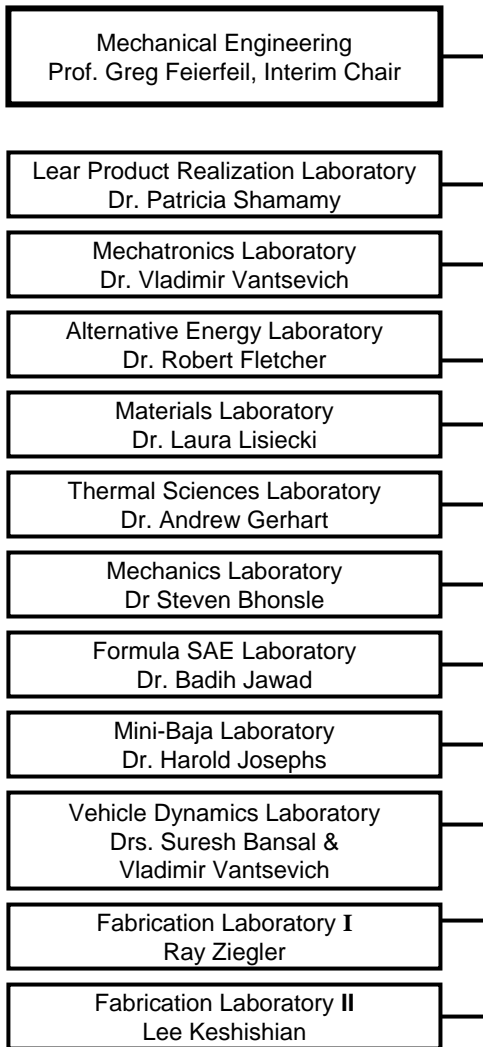 Mechanical Engineering
Prof. Greg Feierfeil, Interim Chair
Lear Product Realization Laboratory
Dr. Patricia Shamamy
Mechatronics Laboratory
Dr. Vladimir Vantsevich
Alternative Energy Laboratory
Dr. Robert Fletcher
Materials Laboratory
Dr. Laura Lisiecki
Thermal Sciences Laboratory
Dr. Andrew Gerhart
Mechanics Laboratory
Dr Steven Bhonsle
Formula SAE Laboratory
Dr. Badih Jawad
Mini-Baja Laboratory
Dr. Harold Josephs
Vehicle Dynamics Laboratory
Drs. Suresh Bansal &
Vladimir Vantsevich
Fabrication Laboratory I
Ray Ziegler
Fabrication Laboratory II
Lee Keshishian